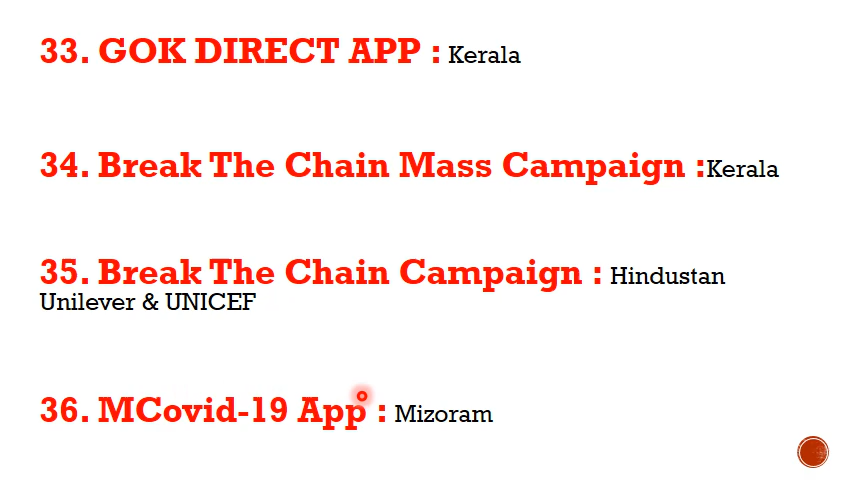 33. GOK DIRECT APP : Kerala
34. Break The Chain Mass Campaign :Kerala
35. Break The Chain Campaign : Hindustan
Unilever & UNICEF
36. MCovid-19 App : Mizoram